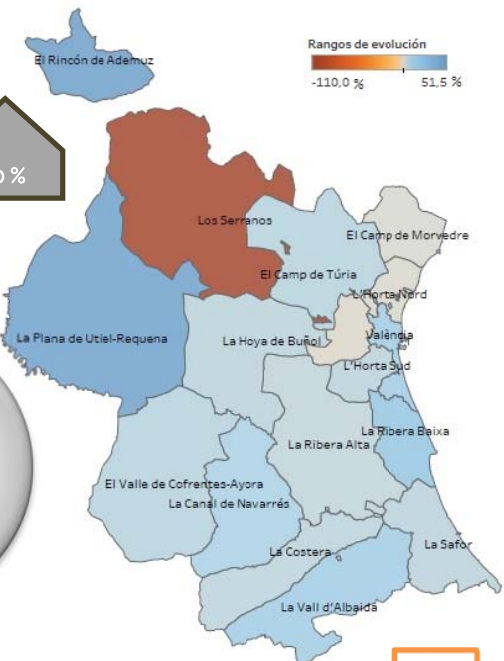 El Rincón de Ademuz
Rangos de evolución
-110,0 %
51,5 %
%
Los Serranos
El Camp de Morvedre
El Camp de Túria
L'Horta Nord
La Plana de Utiel-Requena
La Hoya de Buñol
València
L'Horta Sud
La Ribera Baixa
La Ribera Alta
El Valle de Cofrentes-Ayora
La Canal de Navarrés
La Costera
La Safor
La Vall d'Albaida